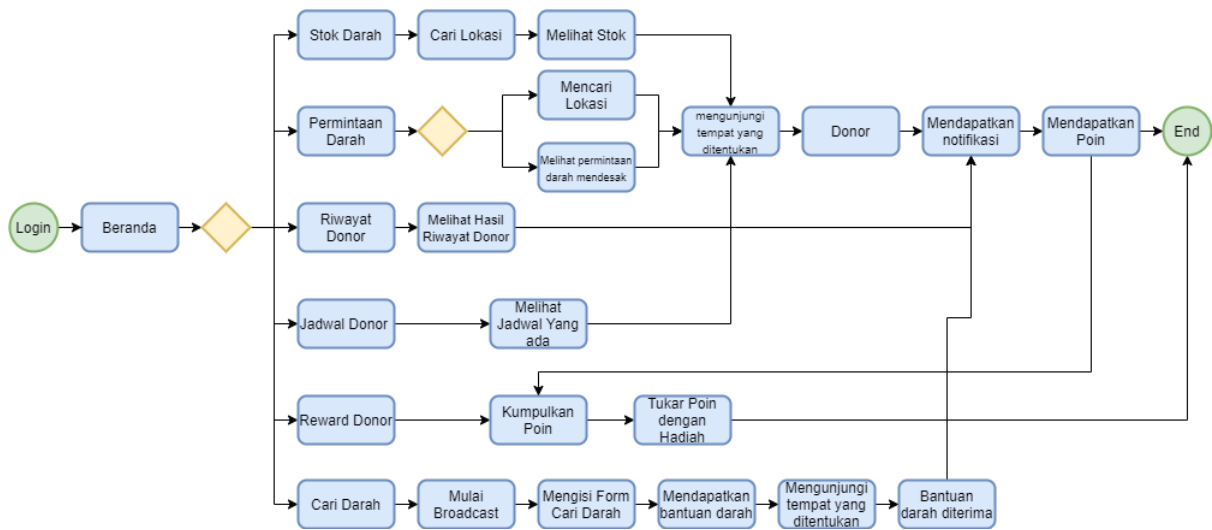 Stok Darah
Cari Lokasi
Melihat Stok
Permintaan
Darah
Mencari
Lokasi
Melihat permintaan
darah mendesak
mengunjungi
tempat yang
ditentukan
Donor
Mendapatkan
notifikasi
Mendapatkan
Poin
End
Login
Beranda
Riwayat
Donor
Melihat Hasil
Riwayat Donor
Jadwal Donor
Melihat
Jadwal Yang
ada
Reward Donor
Kumpulkan
Poin
Tukar Poin
dengan
Hadiah
Cari Darah
Mulai
Broadcast
Mengisi Form
Cari Darah
Mendapatkan
bantuan darah
Mengunjungi
tempat yang
ditentukan
Bantuan
darah diterima